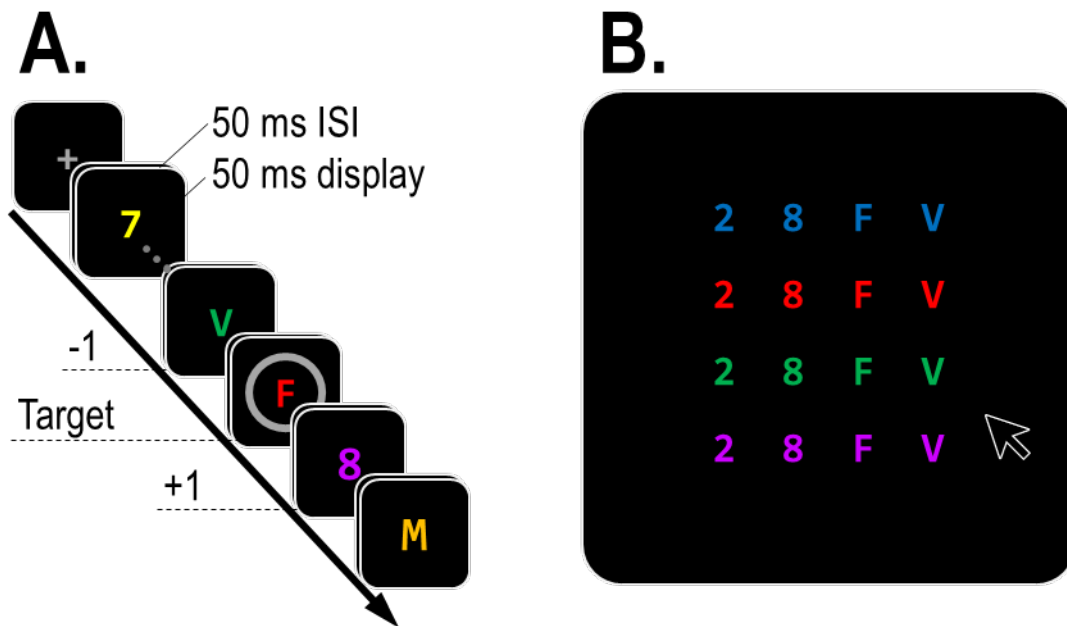 A.
+
50 ms ISI
50 ms display
7
V
-1
F
Target
8
+1
M
B.
2 8 F V
2 8 F V
2 8 F V
2 8 F V